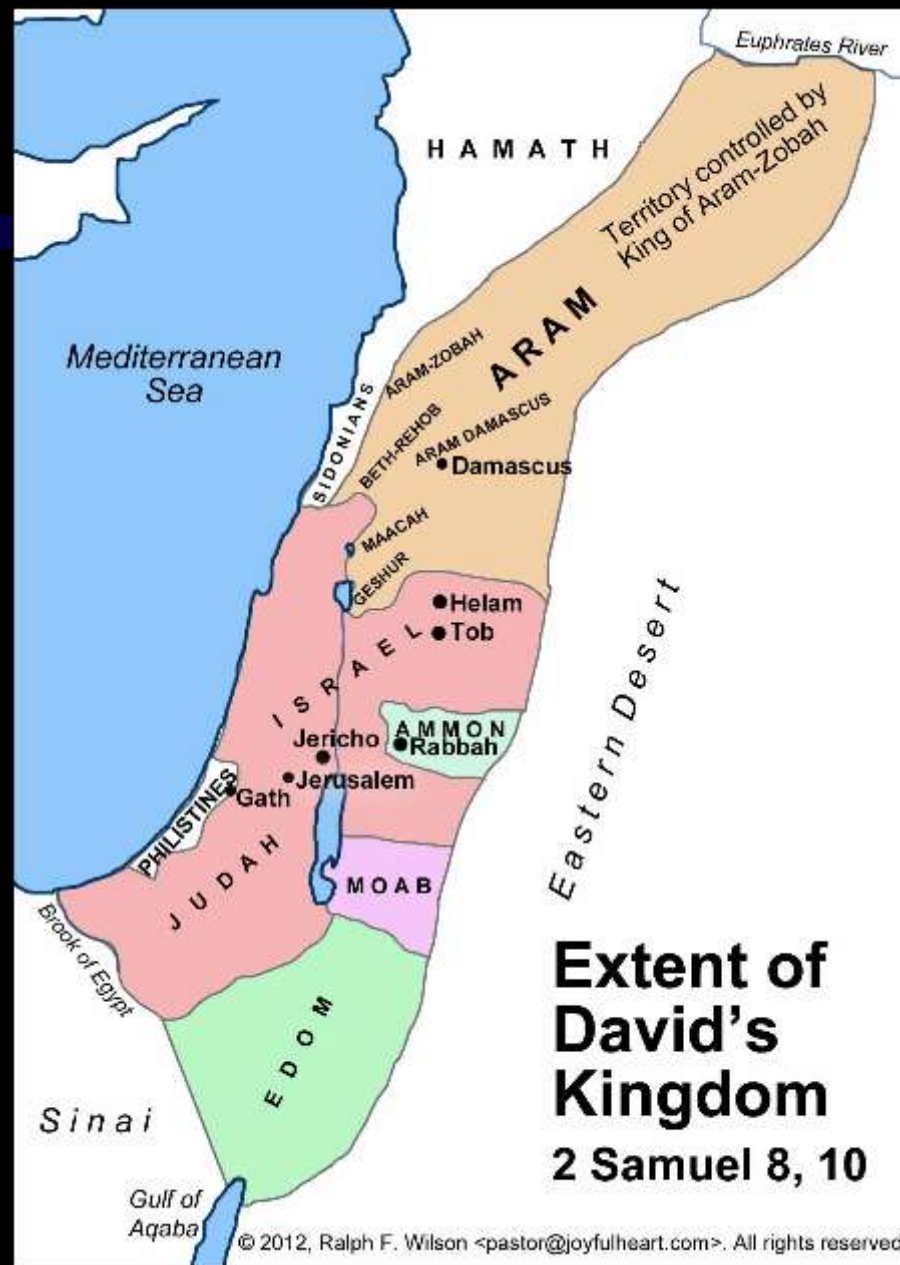 Euphrates River
HAMATH
Territory controlled by
King of Aram-Zobah
ARAM
Mediterranean
Sea
ARAM-ZOBAH
SIDONIANS
BETH-REHOB
ARAM DAMASCUS
Damascus
MAACAH
GESHUR
Helam
Tob
ISRAEL
AMMON
Rabbah
Jericho
Jerusalem
Gath
PHILISTINES
JUDAH
MOAB
Eastern Desert
Brook of Egypt
EDOM
Sinai
Gulf of
Aqaba
Extent of
David's
Kingdom
2 Samuel 8, 10
© 2012, Ralph F. Wilson <pastor@joyfulheart.com>. All rights reserved